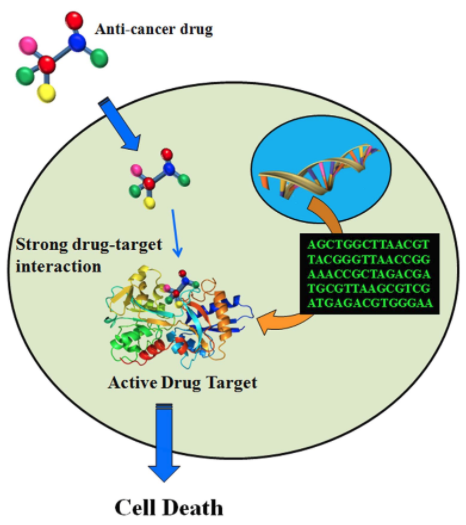 Anti-cancer drug
Strong drug-target
interaction
AGCTGGCTTAACGT
TACGGGTTAACCGG
AAACCGCTAGACGA
TGCGTTAAGCGTCG
ATGAGACGTGGGAA
Active Drug Target
Cell Death